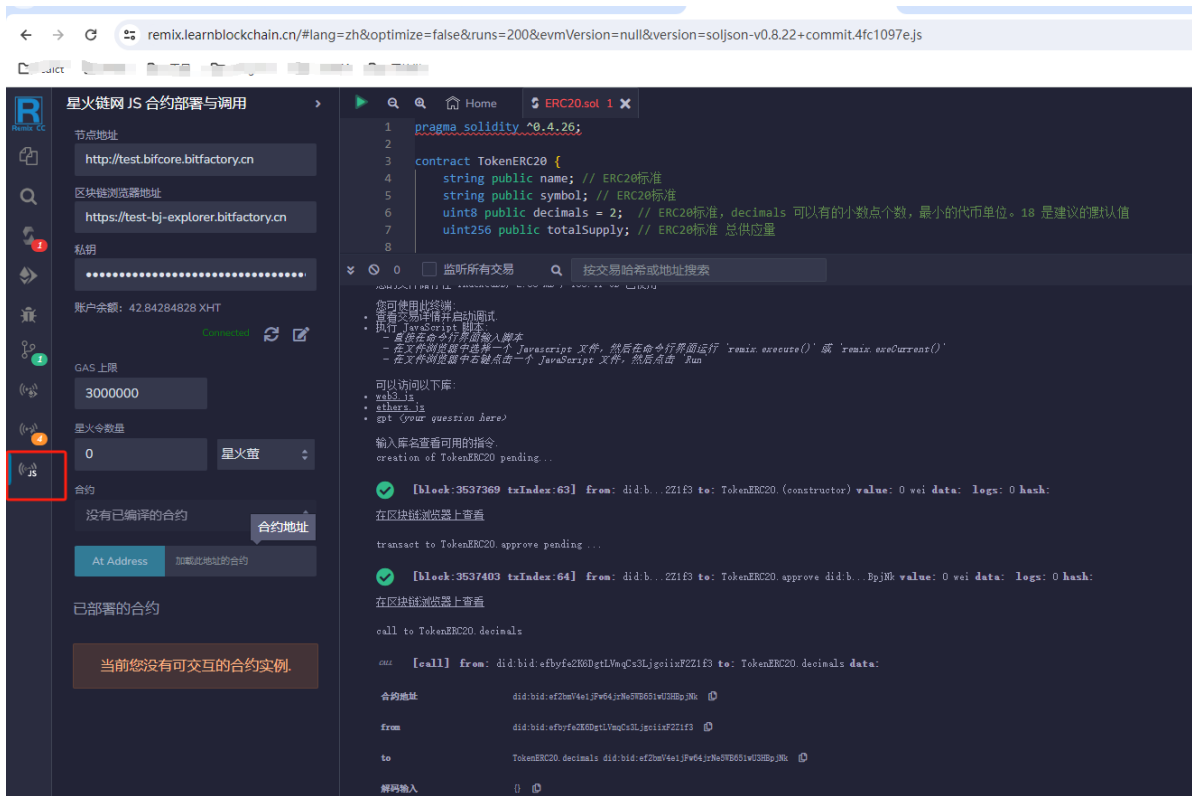 remix.learnblockchain.cn/#lang=zh&optimize=false&runs=200&evmVersion=null&version=soljson-v0.8.22+commit.4fc1097e.js
Remix CC
星火链网 JS 合约部署与调用
节点地址
http://test.bifcore.bitfactory.cn
区块链浏览器地址
https://test-bj-explorer.bitfactory.cn
1
私钥
账户余额: 42.84284828 XHT
Connected
1
GAS 上限
3000000
星火令数量
4
0
星火萤
JS
合约
没有已编译的合约
合约地址
At Address
加载此地址的合约
已部署的合约
当前您没有可交互的合约实例.
Home
ERC20.sol 1
1 pragma solidity ^0.4.26;
2
3 contract TokenERC20 {
4 string public name; // ERC20标准
5 string public symbol; // ERC20标准
6 uint8 public decimals = 2; // ERC20标准，decimals 可以有的小数点个数，最小的代币单位。18 是建议的默认值
7 uint256 public totalSupply; // ERC20标准 总供应量
8
0
监听所有交易
按交易哈希或地址搜索
您可使用此终端:
查看交易详情并启动调试.
执行 JavaScript 脚本:
- 直接在命令行界面输入脚本
- 在文件浏览器中选择一个 Javascript 文件，然后在命令行界面运行 `remix.execute()` 或 `remix.exeCurrent()`
- 在文件浏览器中右键点击一个 JavaScript 文件，然后点击 `Run`
可以访问以下库:
web3.js
ethers.js
gpt <your question here>
输入库名查看可用的指令.
creation of TokenERC20 pending...
[block:3537369 txIndex:63] from: did:b...2Z1f3 to: TokenERC20.(constructor) value: 0 wei data: logs: 0 hash:
在区块链浏览器上查看
transact to TokenERC20.approve pending ...
[block:3537403 txIndex:64] from: did:b...2Z1f3 to: TokenERC20.approve did:b...BpjNk value: 0 wei data: logs: 0 hash:
在区块链浏览器上查看
call to TokenERC20.decimals
CALL
[call] from: did:bid:efbyfe2K6DgtLVmqCs3LjgciixF2Z1f3 to: TokenERC20.decimals data:
合约地址
did:bid:ef2bmV4e1jFw64jrNe5WB651wU3HBpjNk
from
did:bid:efbyfe2K6DgtLVmqCs3LjgciixF2Z1f3
to
TokenERC20.decimals did:bid:ef2bmV4e1jFw64jrNe5WB651wU3HBpjNk
解码输入
{}